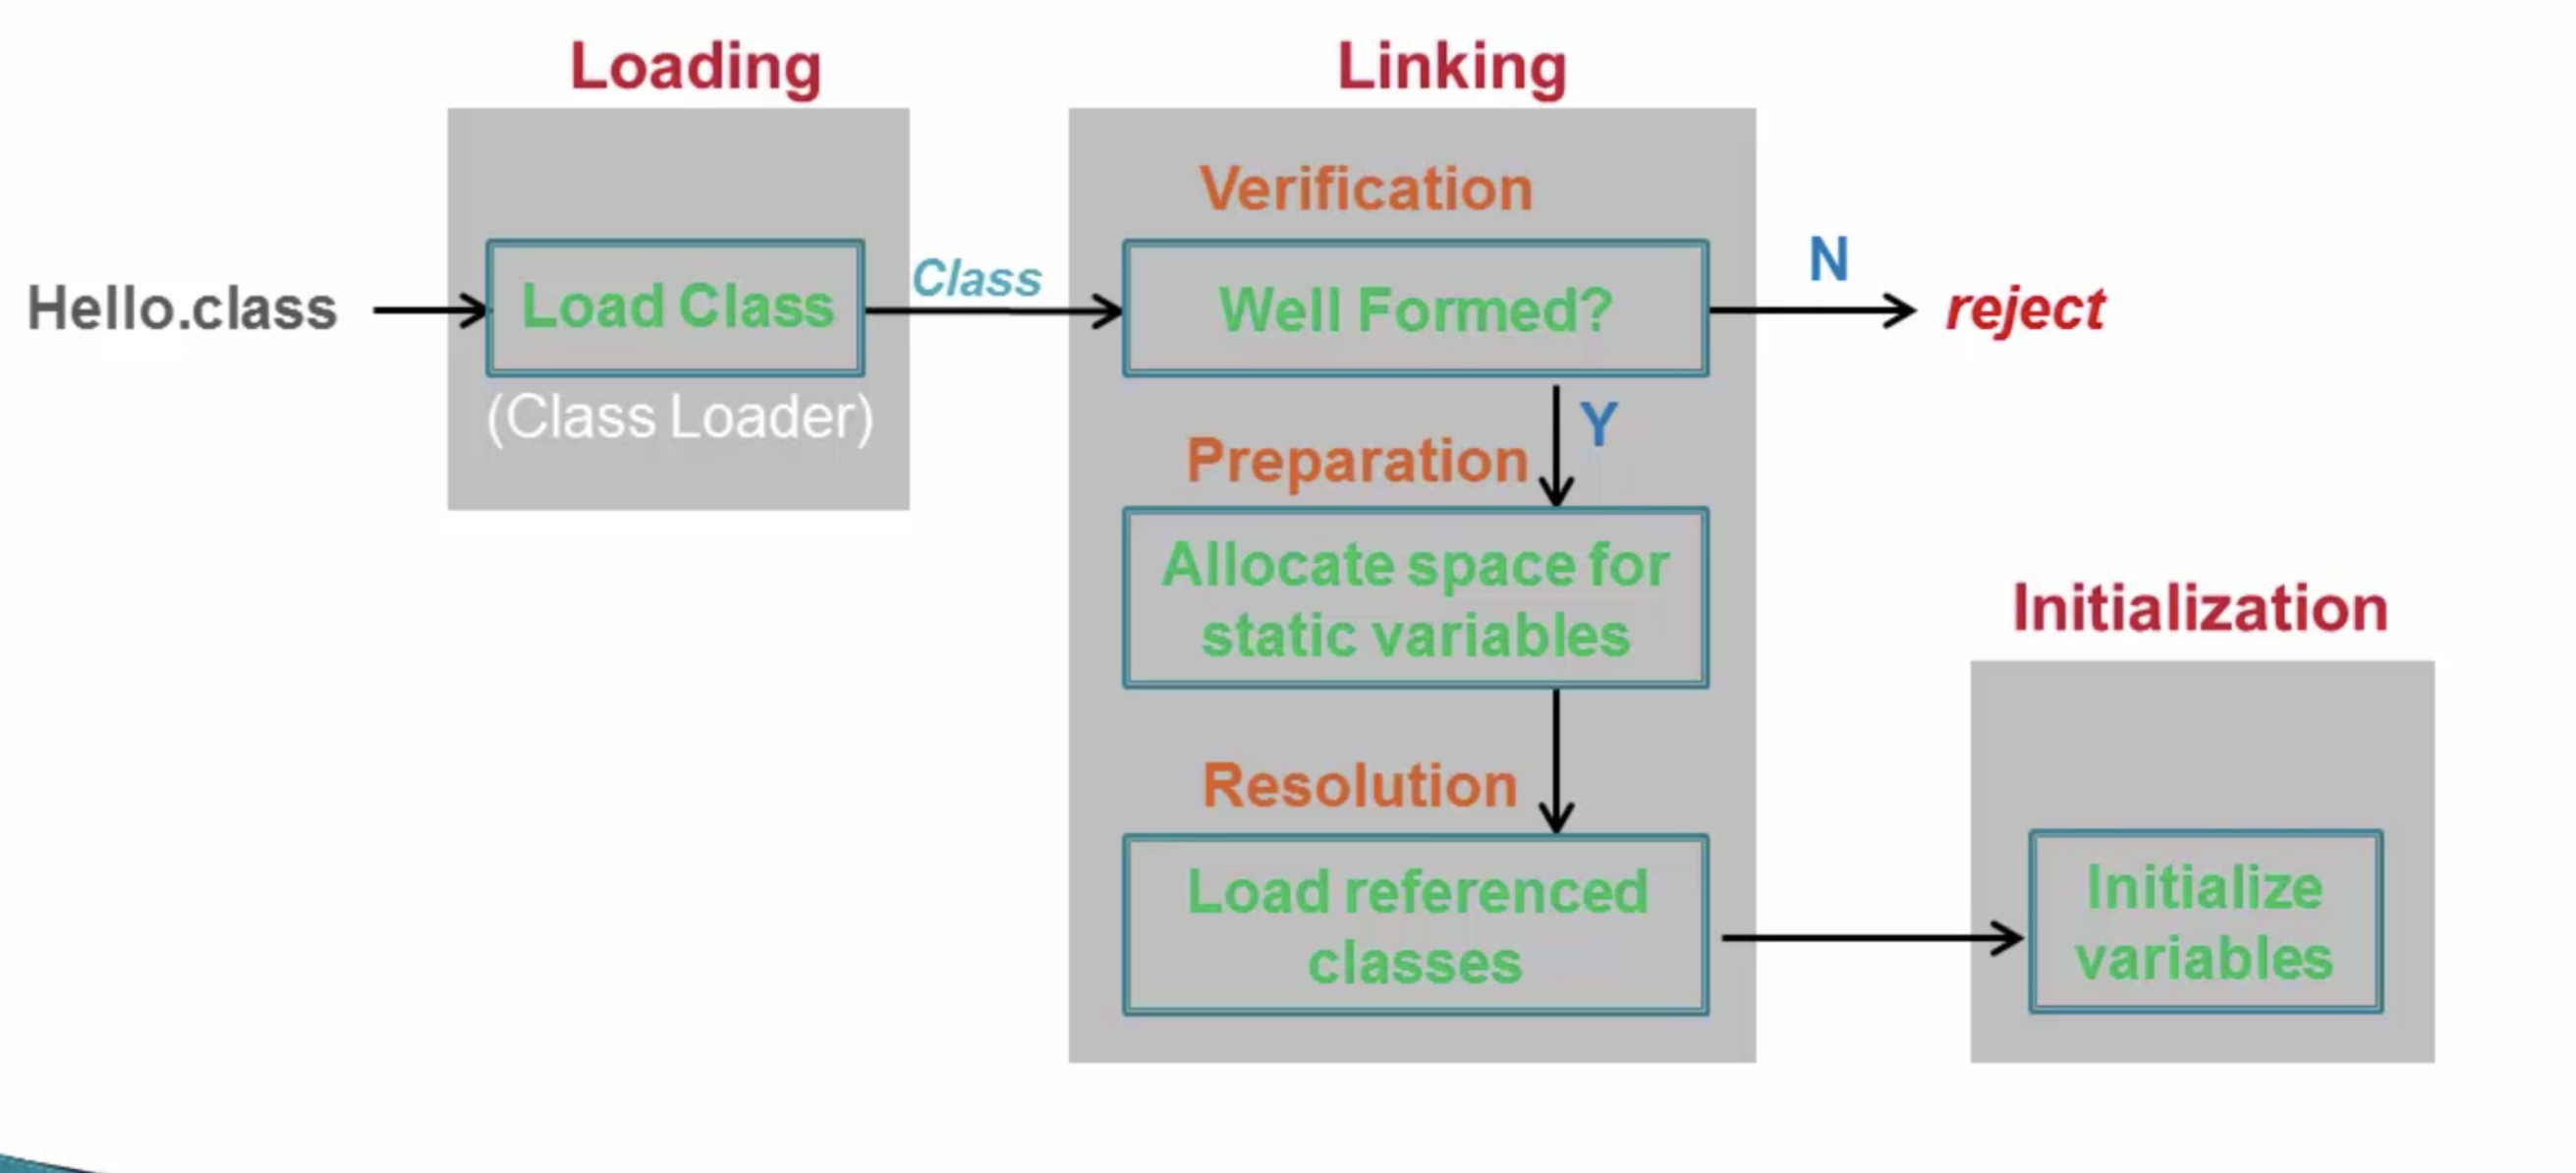 Loading
Linking
Verification
Hello.class
Load Class
Class
Well Formed?
N
reject
(Class Loader)
Y
Preparation
Allocate space for
static variables
Initialization
Resolution
Load referenced
classes
Initialize
variables